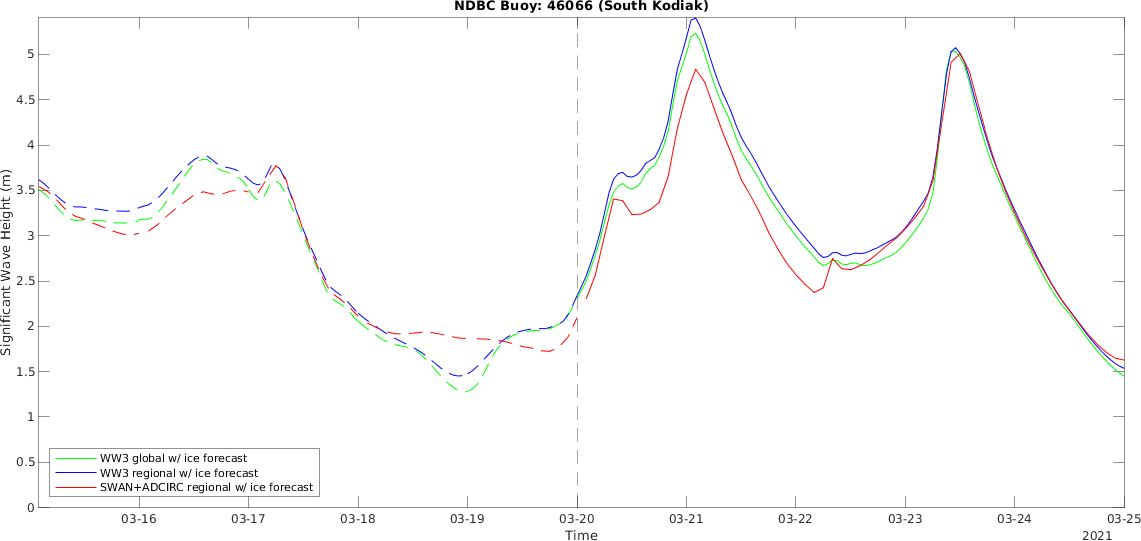 NDBC Buoy: 46066 (South Kodiak)
Significant Wave Height (m)
5
4.5
4
3.5
3
2.5
2
1.5
1
0.5
0
WW3 global w/ ice forecast
WW3 regional w/ ice forecast
SWAN+ADCIRC regional w/ ice forecast
03-16 03-17 03-18 03-19 03-20 03-21 03-22 03-23 03-24 03-25
Time
2021